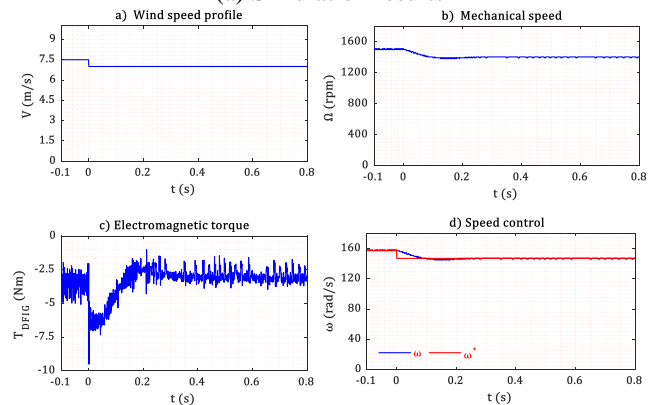 a) Wind speed profile
V (m/s)
9
7.5
6
4.5
3
1.5
0
-0.1 0 0.2 0.4 0.6 0.8
t (s)
b) Mechanical speed
Ω (rpm)
1600
1200
800
400
0
-0.1 0 0.2 0.4 0.6 0.8
t (s)
c) Electromagnetic torque
T_DFIG (Nm)
0
-2.5
-5
-7.5
-10
-0.1 0 0.2 0.4 0.6 0.8
t (s)
d) Speed control
ω (rad/s)
160
120
80
40
0
ω ω*
-0.1 0 0.2 0.4 0.6 0.8
t (s)